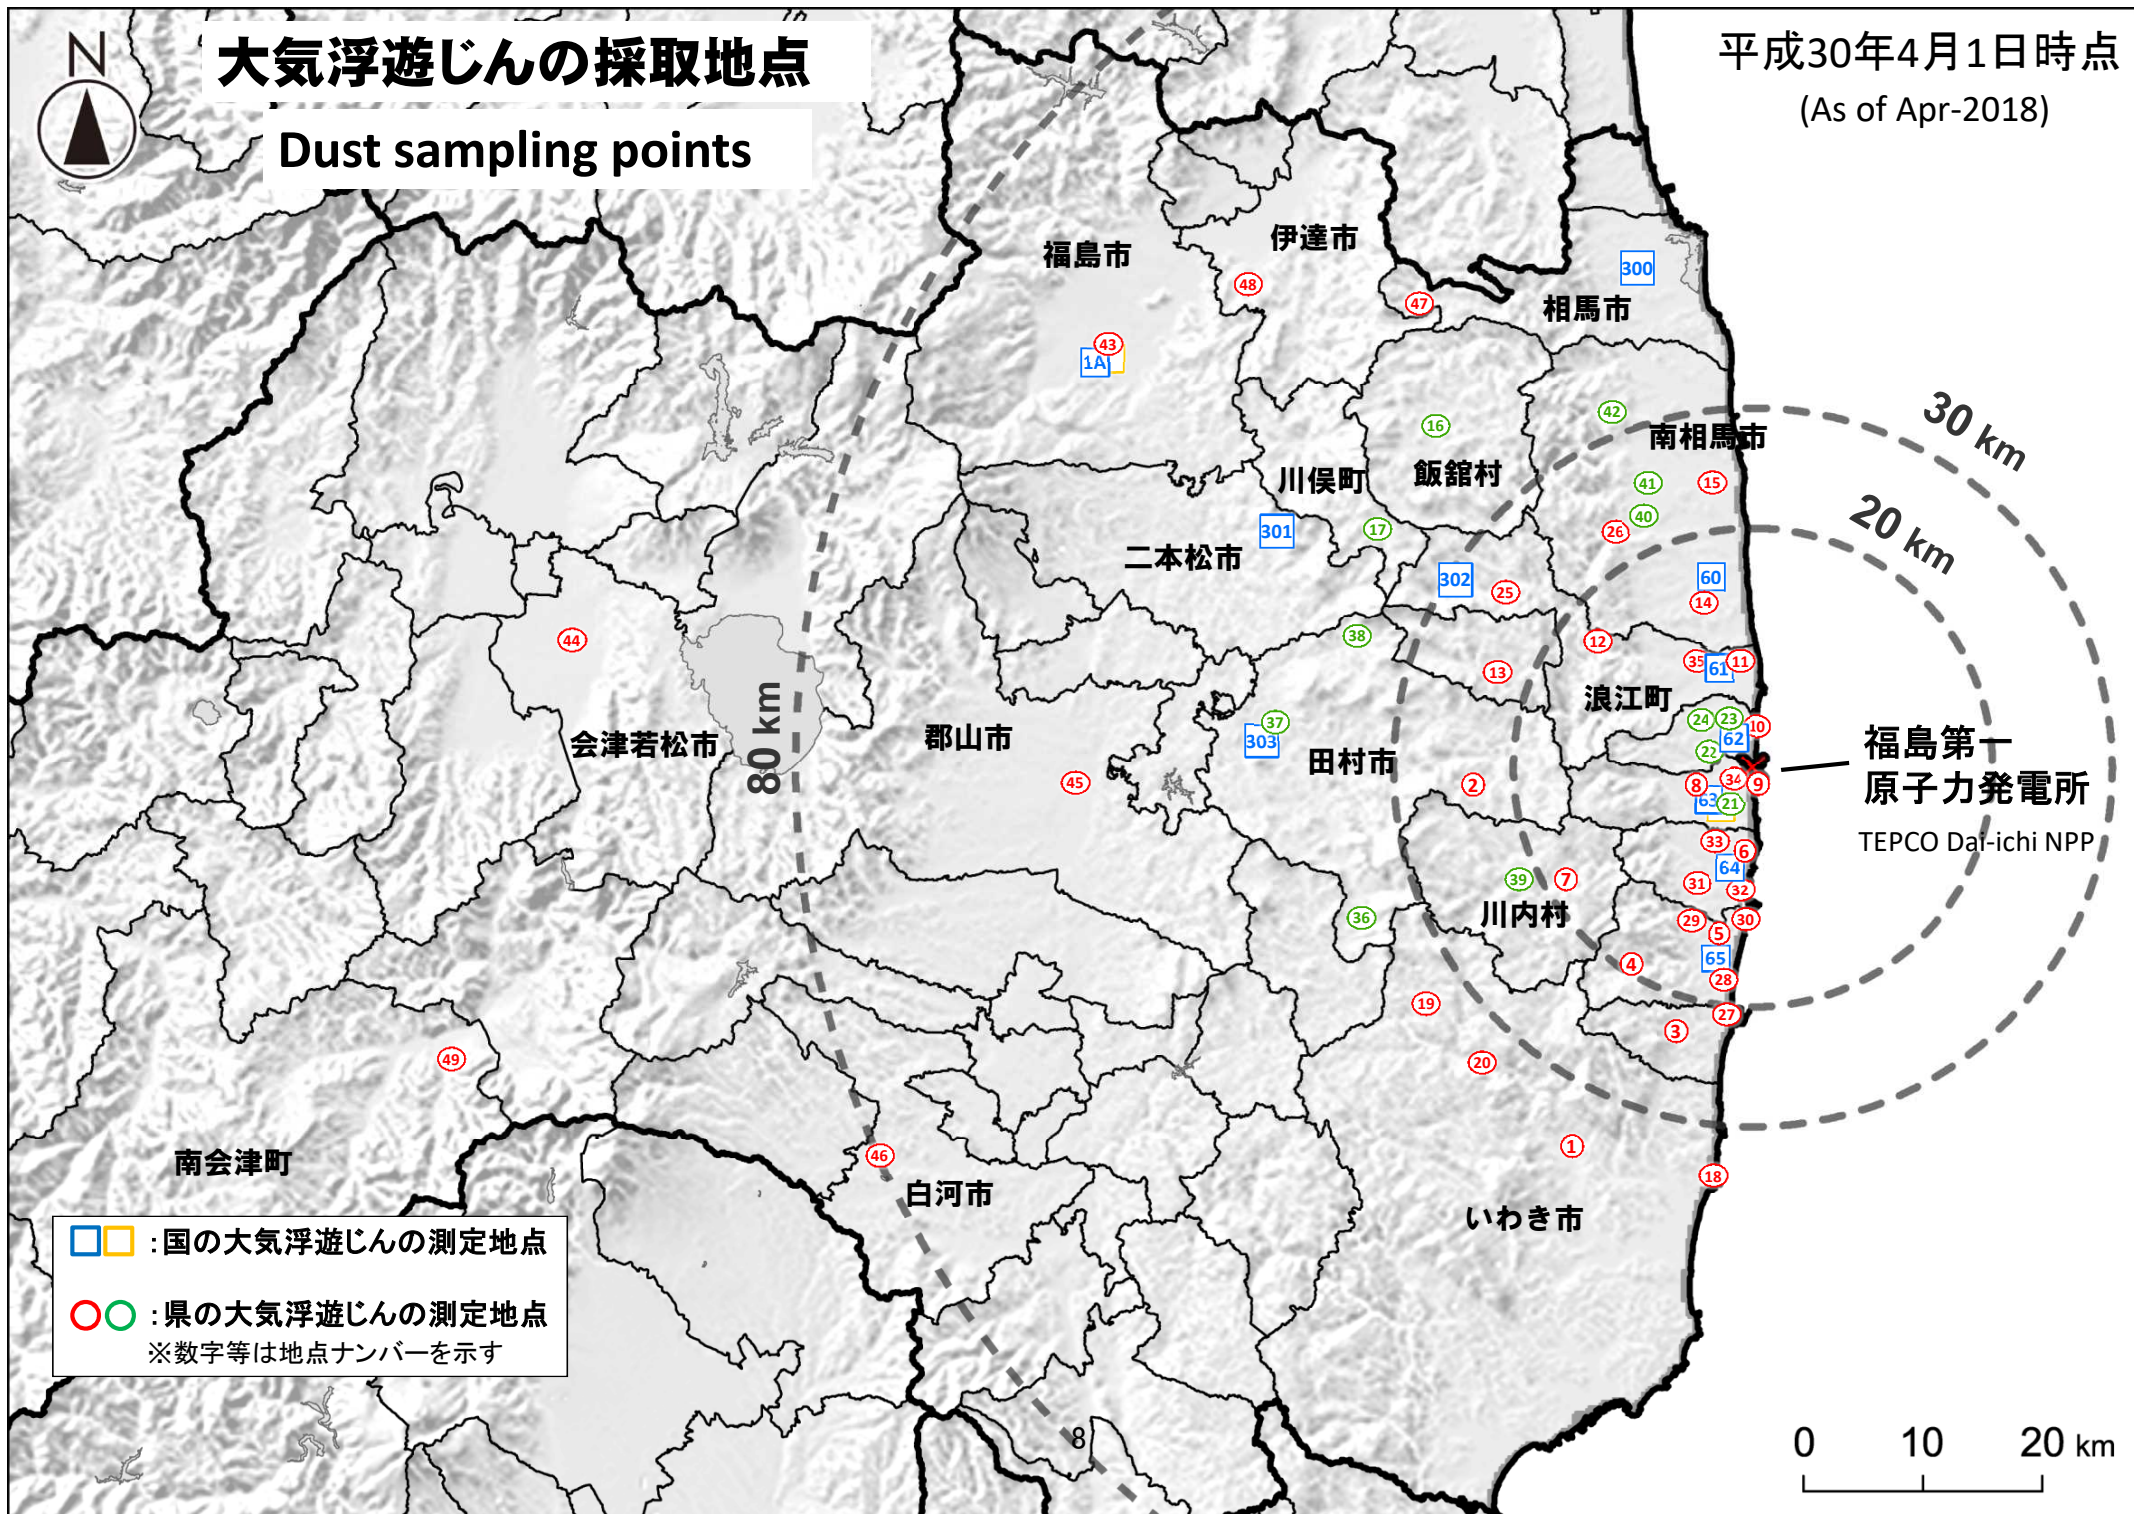 N
大気浮遊じんの採取地点
Dust sampling points
平成30年4月1日時点
(As of Apr-2018)
福島市
伊達市
300
48
47
相馬市
43
1A
30 km
42
16
南相馬市
川俣町
飯舘村
41
15
20 km
40
301
17
26
二本松市
302
60
25
14
44
38
12
35
61
11
13
浪江町
80 km
24
23
10
37
会津若松市
郡山市
303
62
22
田村市
福島第一
原子力発電所
TEPCO Dai-ichi NPP
45
2
8
34
9
63
21
33
6
64
39
7
31
32
川内村
36
29
30
5
65
4
28
19
27
3
49
20
1
46
南会津町
18
白河市
いわき市
:国の大気浮遊じんの測定地点
:県の大気浮遊じんの測定地点
※数字等は地点ナンバーを示す
8
0 10 20 km